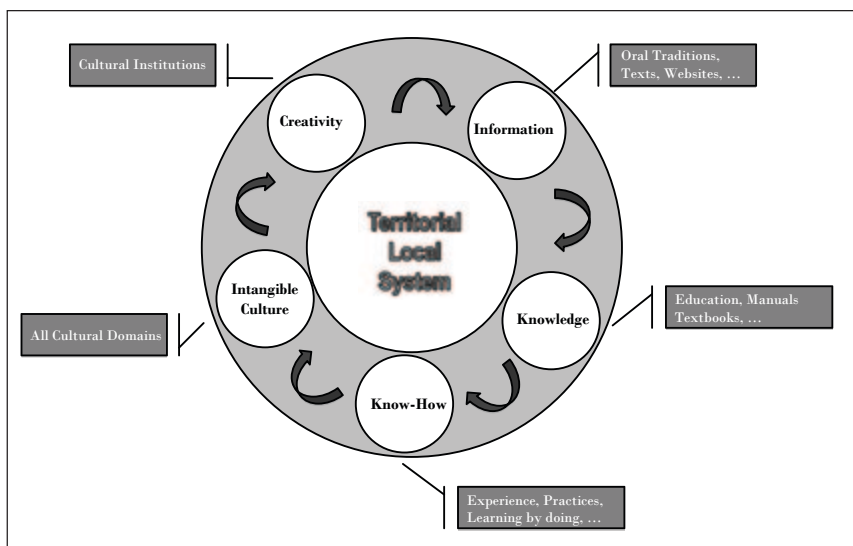 Cultural Institutions
Oral Traditions,
Texts, Websites, …
Creativity
Information
Territorial
Local
System
Intangible
Culture
Knowledge
Education, Manuals
Textbooks, …
All Cultural Domains
Know-How
Experience, Practices,
Learning by doing, …